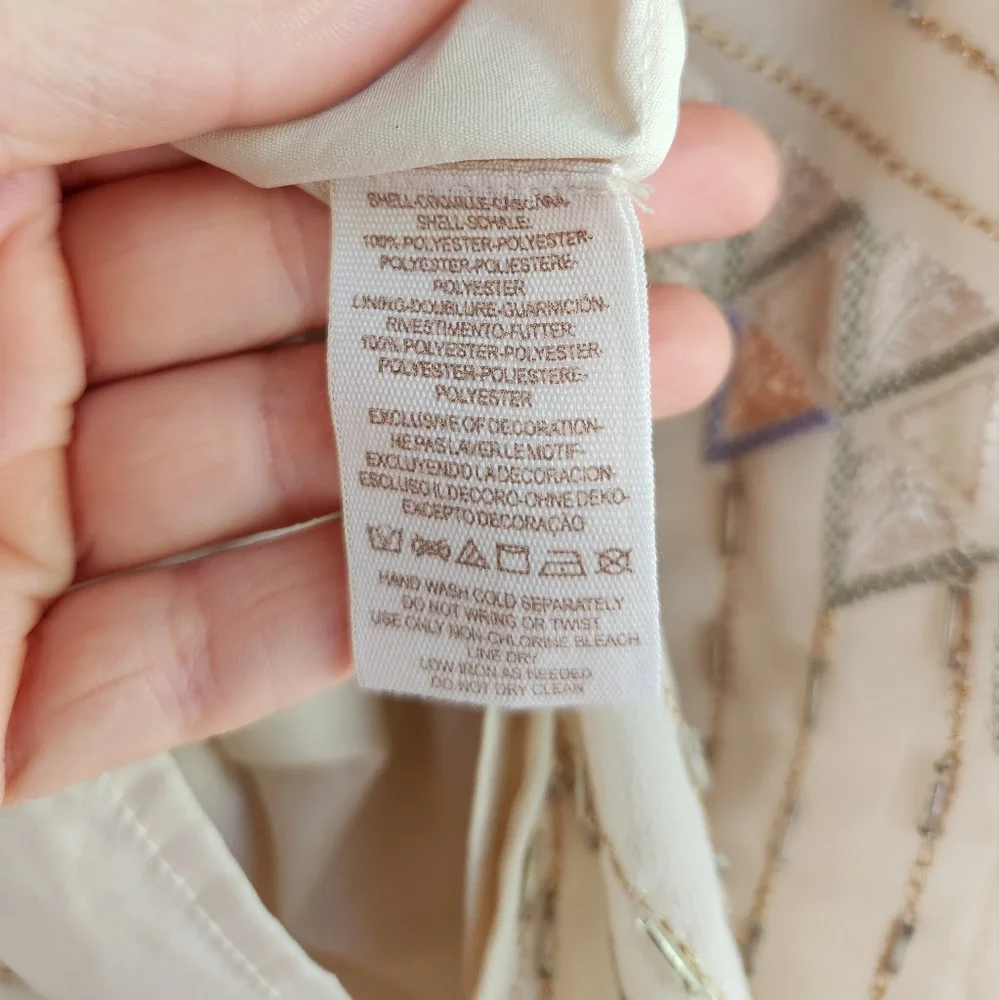 SHELL-COQUILLE-CASCARA-
SHELL-SCHALE:
100%-POLYESTER-POLYESTER-
POLYESTER-POLIESTERE-
POLYESTER
LINING-DOUBLURE-GUARNICIÓN-
RIVESTIMENTO-FUTTER:
100%-POLYESTER-POLYESTER-
POLYESTER-POLIESTERE-
POLYESTER
EXCLUSIVE OF DECORATION-
NE PAS LAVER LE MOTIF-
EXCLUYENDO LA DECORACION-
ESCLUSO IL DECORO-OHNE DEKO-
EXCEPTO DECORAÇAO
HAND WASH COLD SEPARATELY
DO NOT WRING OR TWIST
USE ONLY NON-CHLORINE BLEACH
LINE DRY
LOW IRON AS NEEDED
DO NOT DRY CLEAN